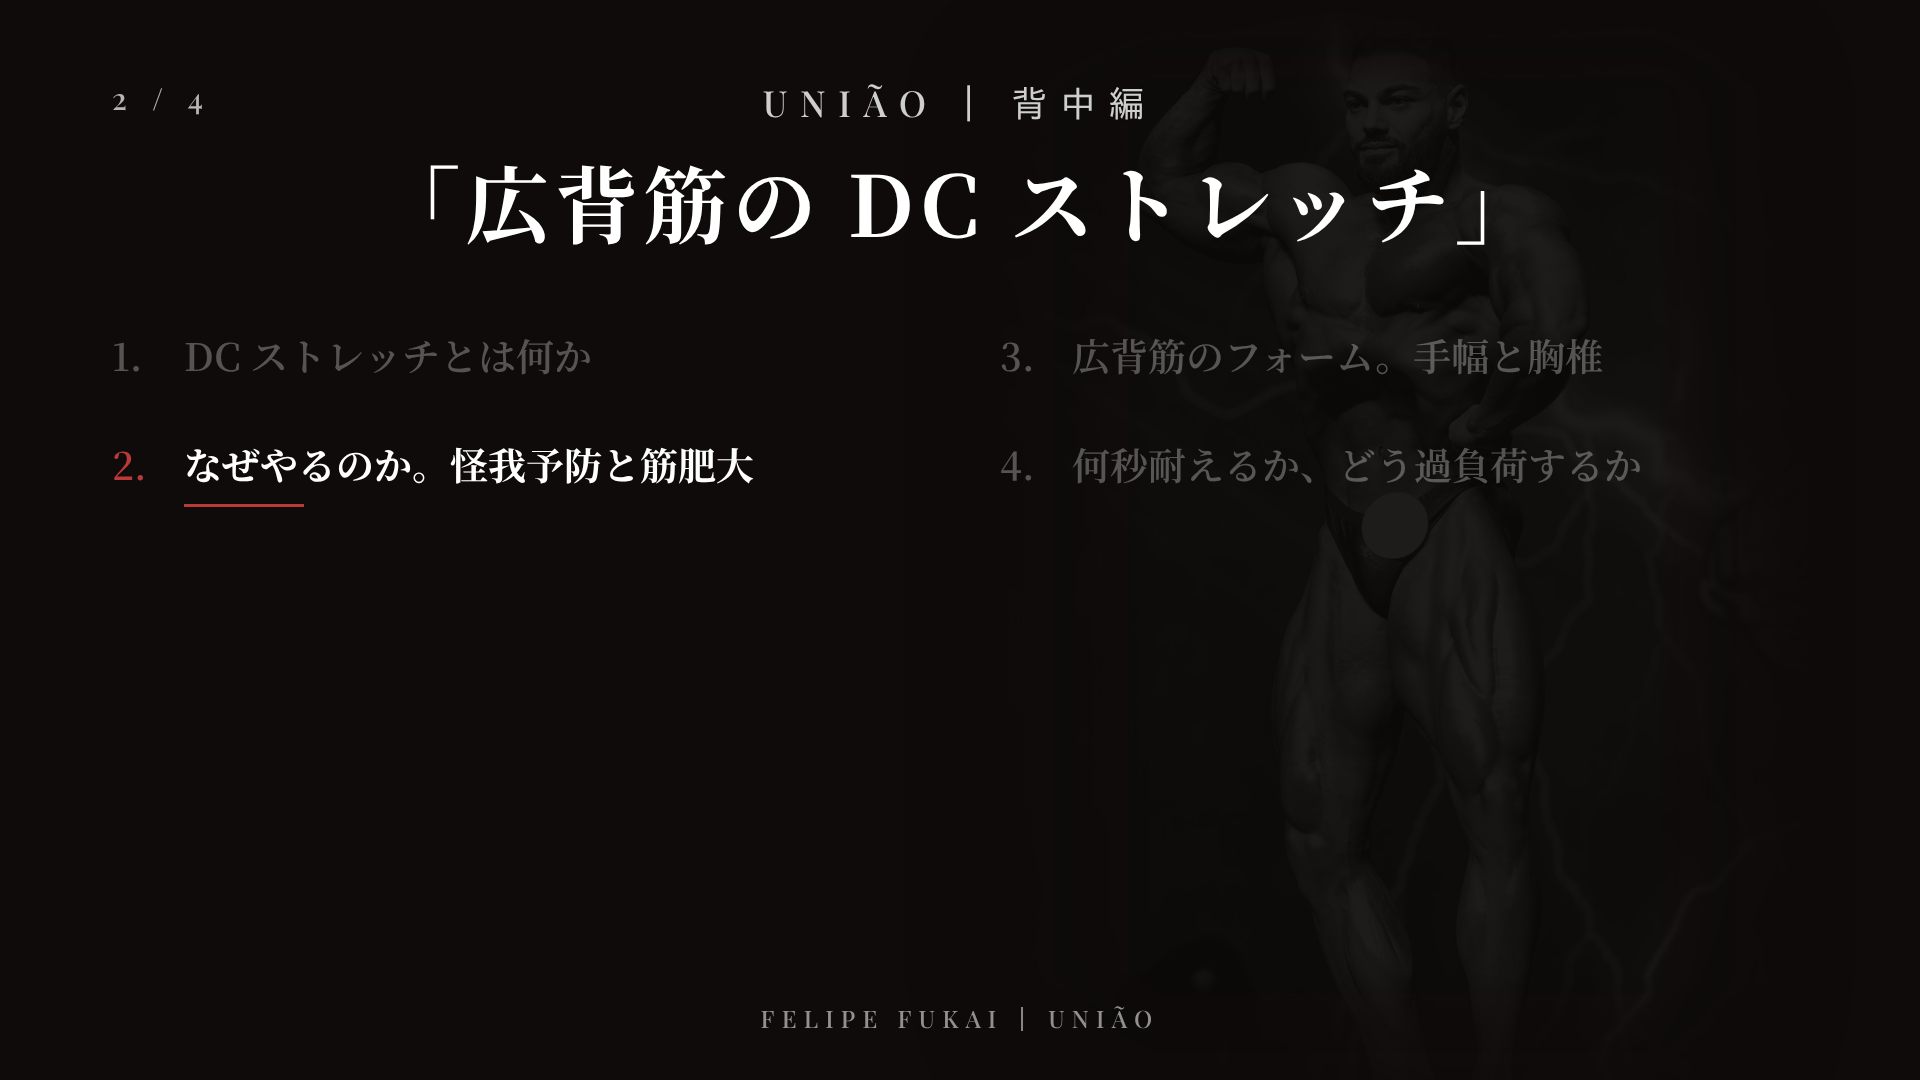 2 / 4
UNIÃO | 背中編
「広背筋の DC ストレッチ」
1. DC ストレッチとは何か
2. なぜやるのか。怪我予防と筋肥大
3. 広背筋のフォーム。手幅と胸椎
4. 何秒耐えるか、どう過負荷するか
FELIPE FUKAI | UNIÃO